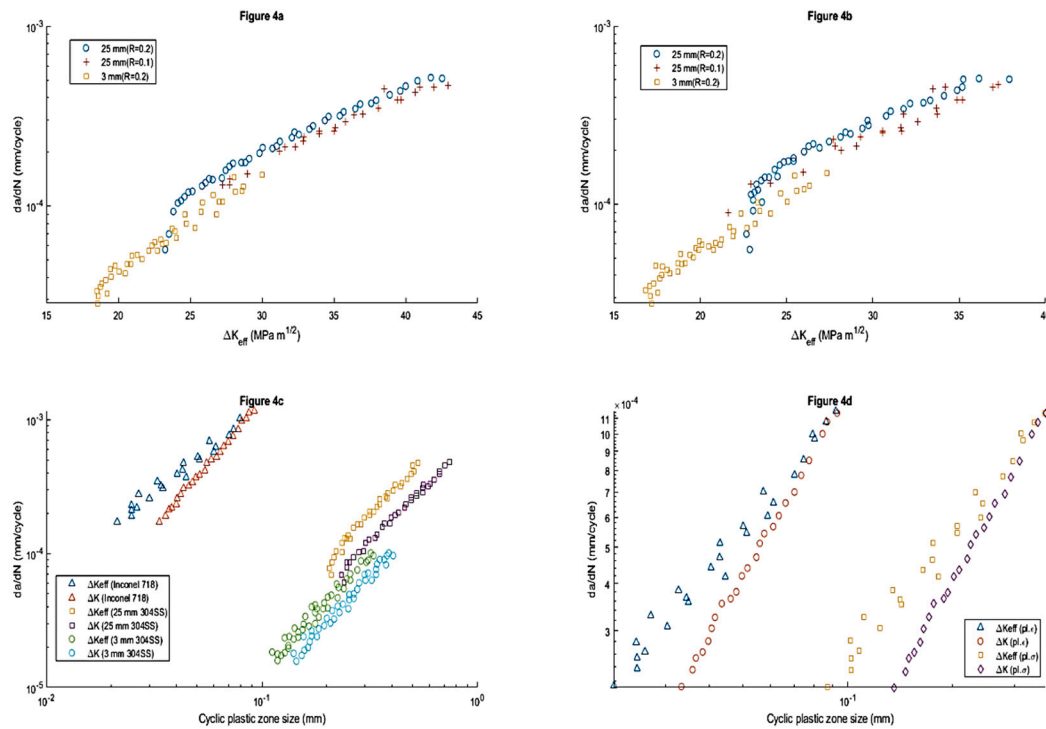 Figure 4a
10^-3
10^-4
da/dN (mm/cycle)
25 mm(R=0.2)
25 mm(R=0.1)
3 mm(R=0.2)
15 20 25 30 35 40 45
ΔK_eff (MPa m^1/2)
Figure 4b
10^-3
10^-4
da/dN (mm/cycle)
25 mm(R=0.2)
25 mm(R=0.1)
3 mm(R=0.2)
15 20 25 30 35 40
ΔK_eff (MPa m^1/2)
Figure 4c
10^-3
10^-4
10^-5
da/dN (mm/cycle)
ΔKeff (Inconel 718)
ΔK (Inconel 718)
ΔKeff (25 mm 304SS)
ΔK (25 mm 304SS)
ΔKeff (3 mm 304SS)
ΔK (3 mm 304SS)
10^-2 10^-1 10^0
Cyclic plastic zone size (mm)
×10^-4
Figure 4d
11
10
9
8
7
6
5
4
3
da/dN (mm/cycle)
ΔKeff (pl.ε)
ΔK (pl.ε)
ΔKeff (pl.σ)
ΔK (pl.σ)
10^-1
Cyclic plastic zone size (mm)